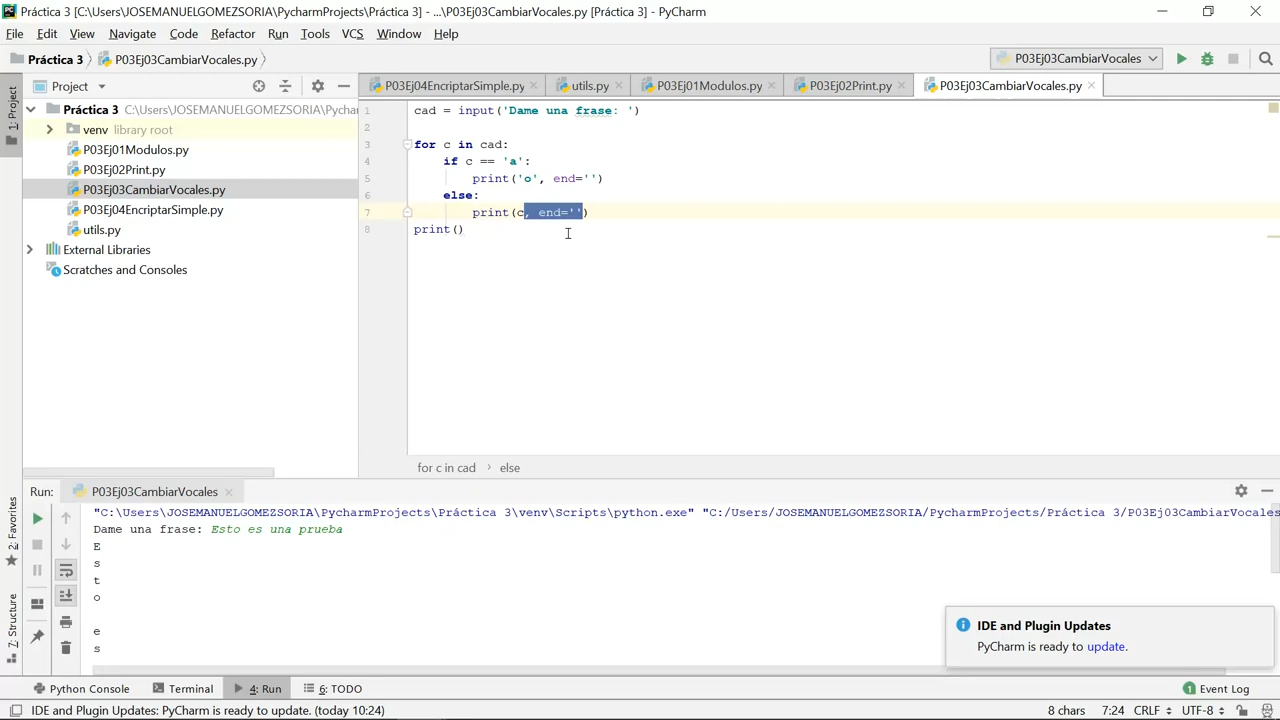 Práctica 3 [C:\Users\JOSEMANUELGOMEZSORIA\PycharmProjects\Práctica 3] - ...\P03Ej03CambiarVocales.py [Práctica 3] - PyCharm
File Edit View Navigate Code Refactor Run Tools VCS Window Help
Práctica 3 P03Ej03CambiarVocales.py P03Ej03CambiarVocales
1: Project
Project
P03Ej04EncriptarSimple.py utils.py P03Ej01Modulos.py P03Ej02Print.py P03Ej03CambiarVocales.py
Práctica 3 C:\Users\JOSEMANUELGOMEZSORIA\Pychar
venv library root
P03Ej01Modulos.py
P03Ej02Print.py
P03Ej03CambiarVocales.py
P03Ej04EncriptarSimple.py
utils.py
External Libraries
Scratches and Consoles
1 cad = input('Dame una frase: ')
2
3 for c in cad:
4 if c == 'a':
5 print('o', end='')
6 else:
7 print(c, end='')
8 print()
for c in cad › else
Run: P03Ej03CambiarVocales
"C:\Users\JOSEMANUELGOMEZSORIA\PycharmProjects\Práctica 3\venv\Scripts\python.exe" "C:/Users/JOSEMANUELGOMEZSORIA/PycharmProjects/Práctica 3/P03Ej03CambiarVocales
Dame una frase: Esto es una prueba
E
s
t
o
e
s
2: Favorites
7: Structure
IDE and Plugin Updates
PyCharm is ready to update.
Python Console Terminal 4: Run 6: TODO 1 Event Log
IDE and Plugin Updates: PyCharm is ready to update. (today 10:24) 8 chars 7:24 CRLF UTF-8